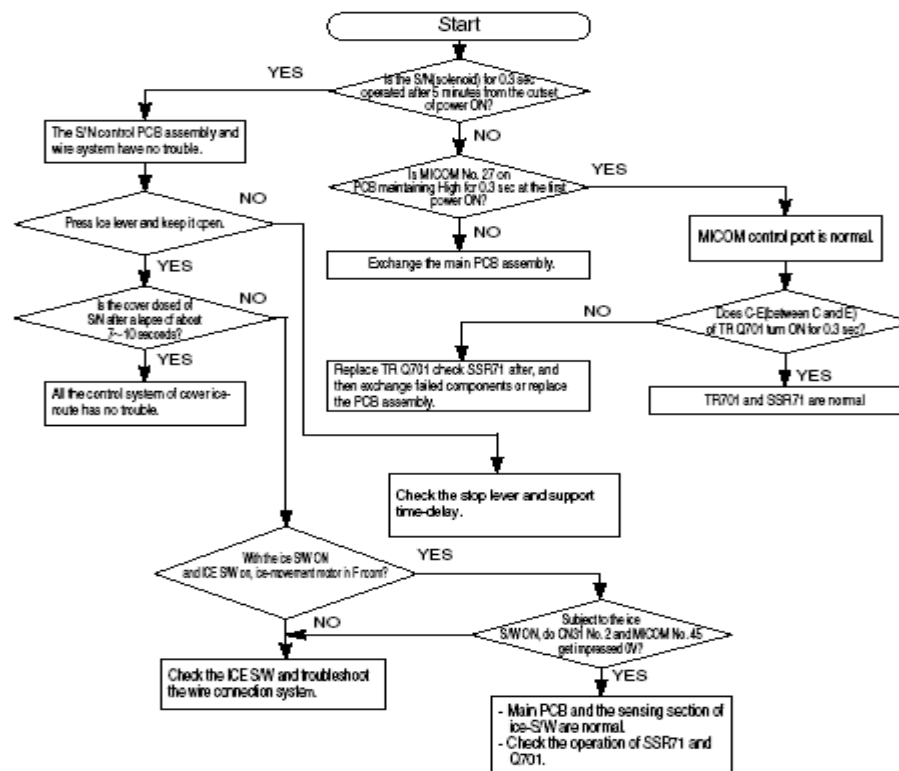 Start
YES
Is the S/N(solenoid) for 0.3 sec
operated after 5 minutes from the cutset
of power ON?
The S/N control PCB assembly and
wire system have no trouble.
NO
Is MICOM No. 27 on
PCB maintaining High for 0.3 sec at the first
power ON?
YES
NO
Press Ice lever and keep it open.
MICOM control port is normal.
NO
Exchange the main PCB assembly.
YES
Is the cover closed of
S/N after a lapse of about
7~10 seconds?
NO
Does C-E(between C and E)
of TR Q701 turn ON for 0.3 sec?
NO
YES
Replace TR Q701 check SSR71 after, and
then exchange failed components or replace
the PCB assembly.
YES
All the control system of cover ice-
route has no trouble.
TR701 and SSR71 are normal
Check the stop lever and support
time-delay.
With the ice S/W ON
and ICE S/W on, ice-movement motor in F room?
YES
NO
Subject to the ice
S/W ON, do CN31 No. 2 and MICOM No. 45
get impressed 0V?
Check the ICE S/W and troubleshoot
the wire connection system.
YES
- Main PCB and the sensing section of
ice-S/W are normal.
- Check the operation of SSR71 and
Q701.